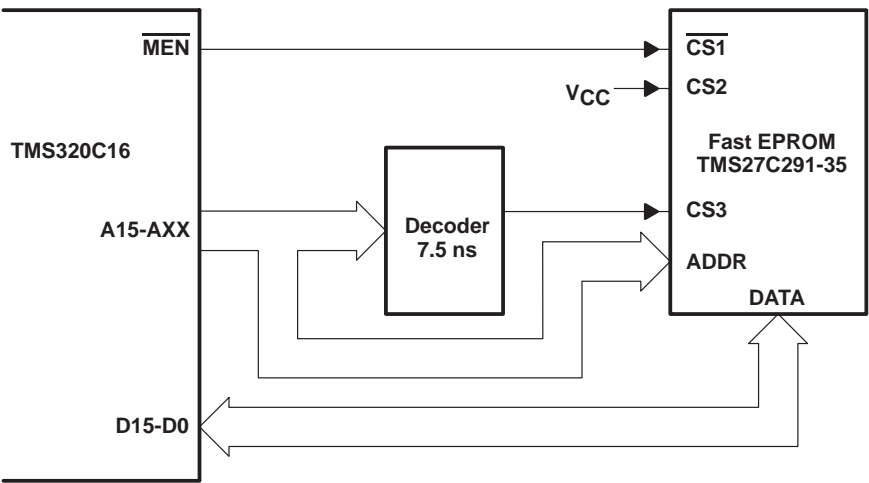 MEN
CS1
VCC
CS2
TMS320C16
Fast EPROM
TMS27C291-35
A15-AXX
Decoder
7.5 ns
CS3
ADDR
DATA
D15-D0